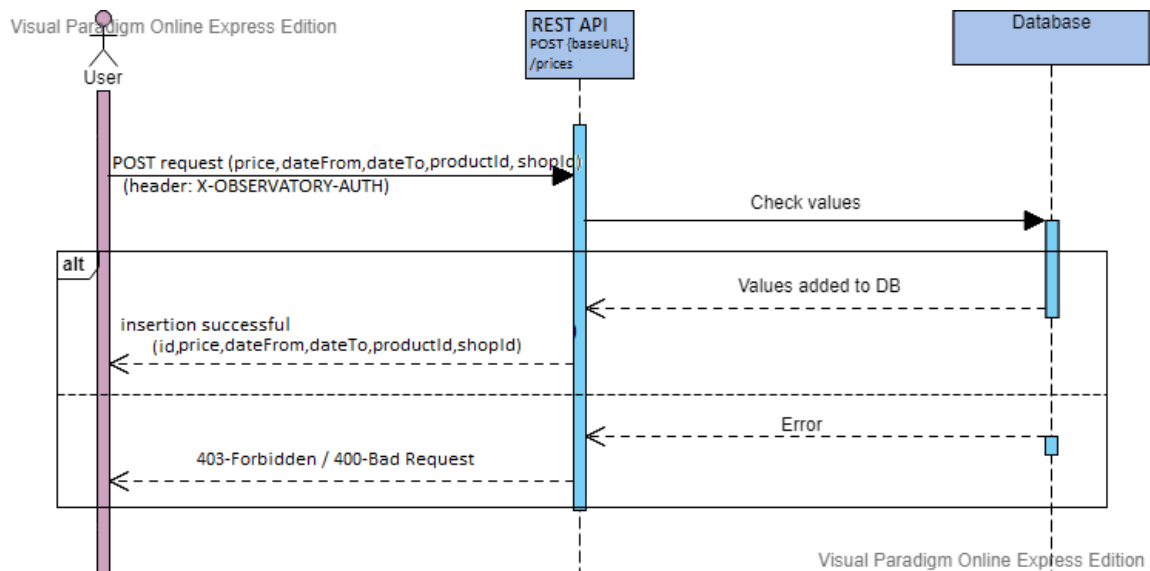 Visual Paradigm Online Express Edition
User
REST API
POST {baseURL}
/prices
Database
POST request (price,dateFrom,dateTo,productId, shopId)
(header: X-OBSERVATORY-AUTH)
Check values
alt
Values added to DB
insertion successful
(id,price,dateFrom,dateTo,productId,shopId)
Error
403-Forbidden / 400-Bad Request
Visual Paradigm Online Express Edition